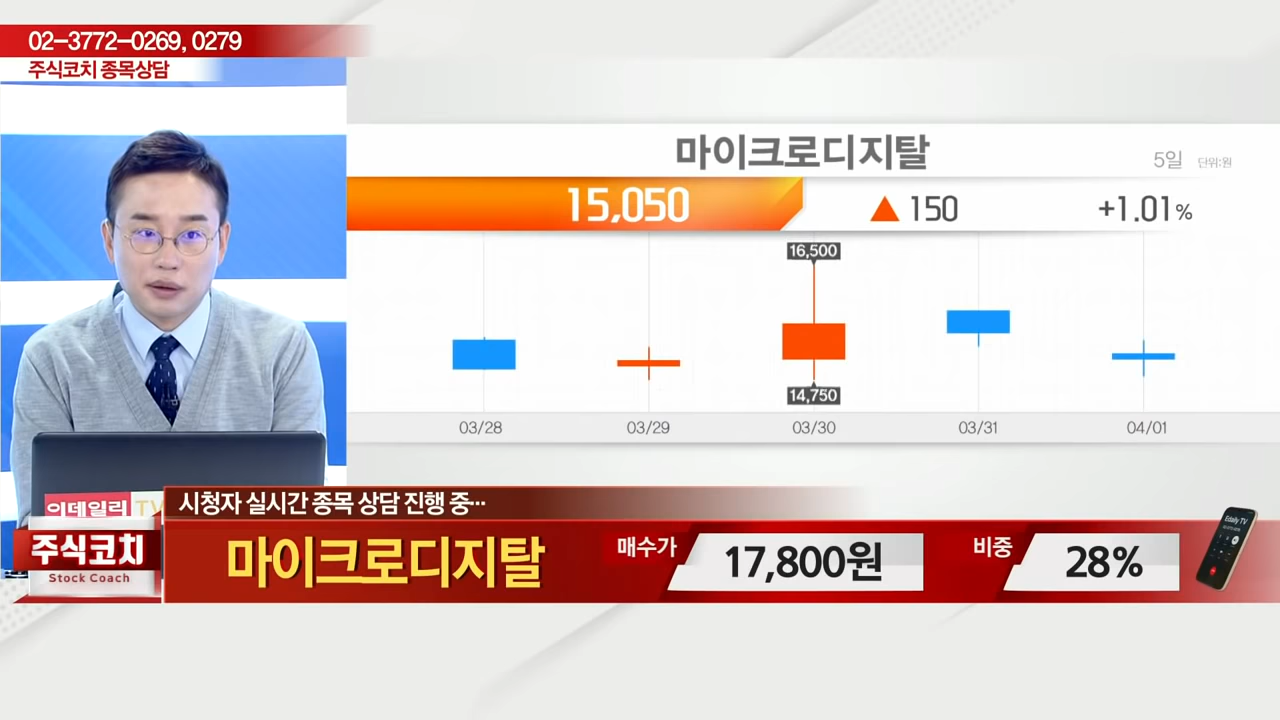 02-3772-0269, 0279
주식코치 종목상담
마이크로디지탈
5일 단위:원
15,050 ▲ 150 +1.01%
16,500
14,750
03/28 03/29 03/30 03/31 04/01
이데일리 TV
시청자 실시간 종목 상담 진행 중...
주식코치
Stock Coach
마이크로디지탈 매수가 17,800원 비중 28%
Edaily TV